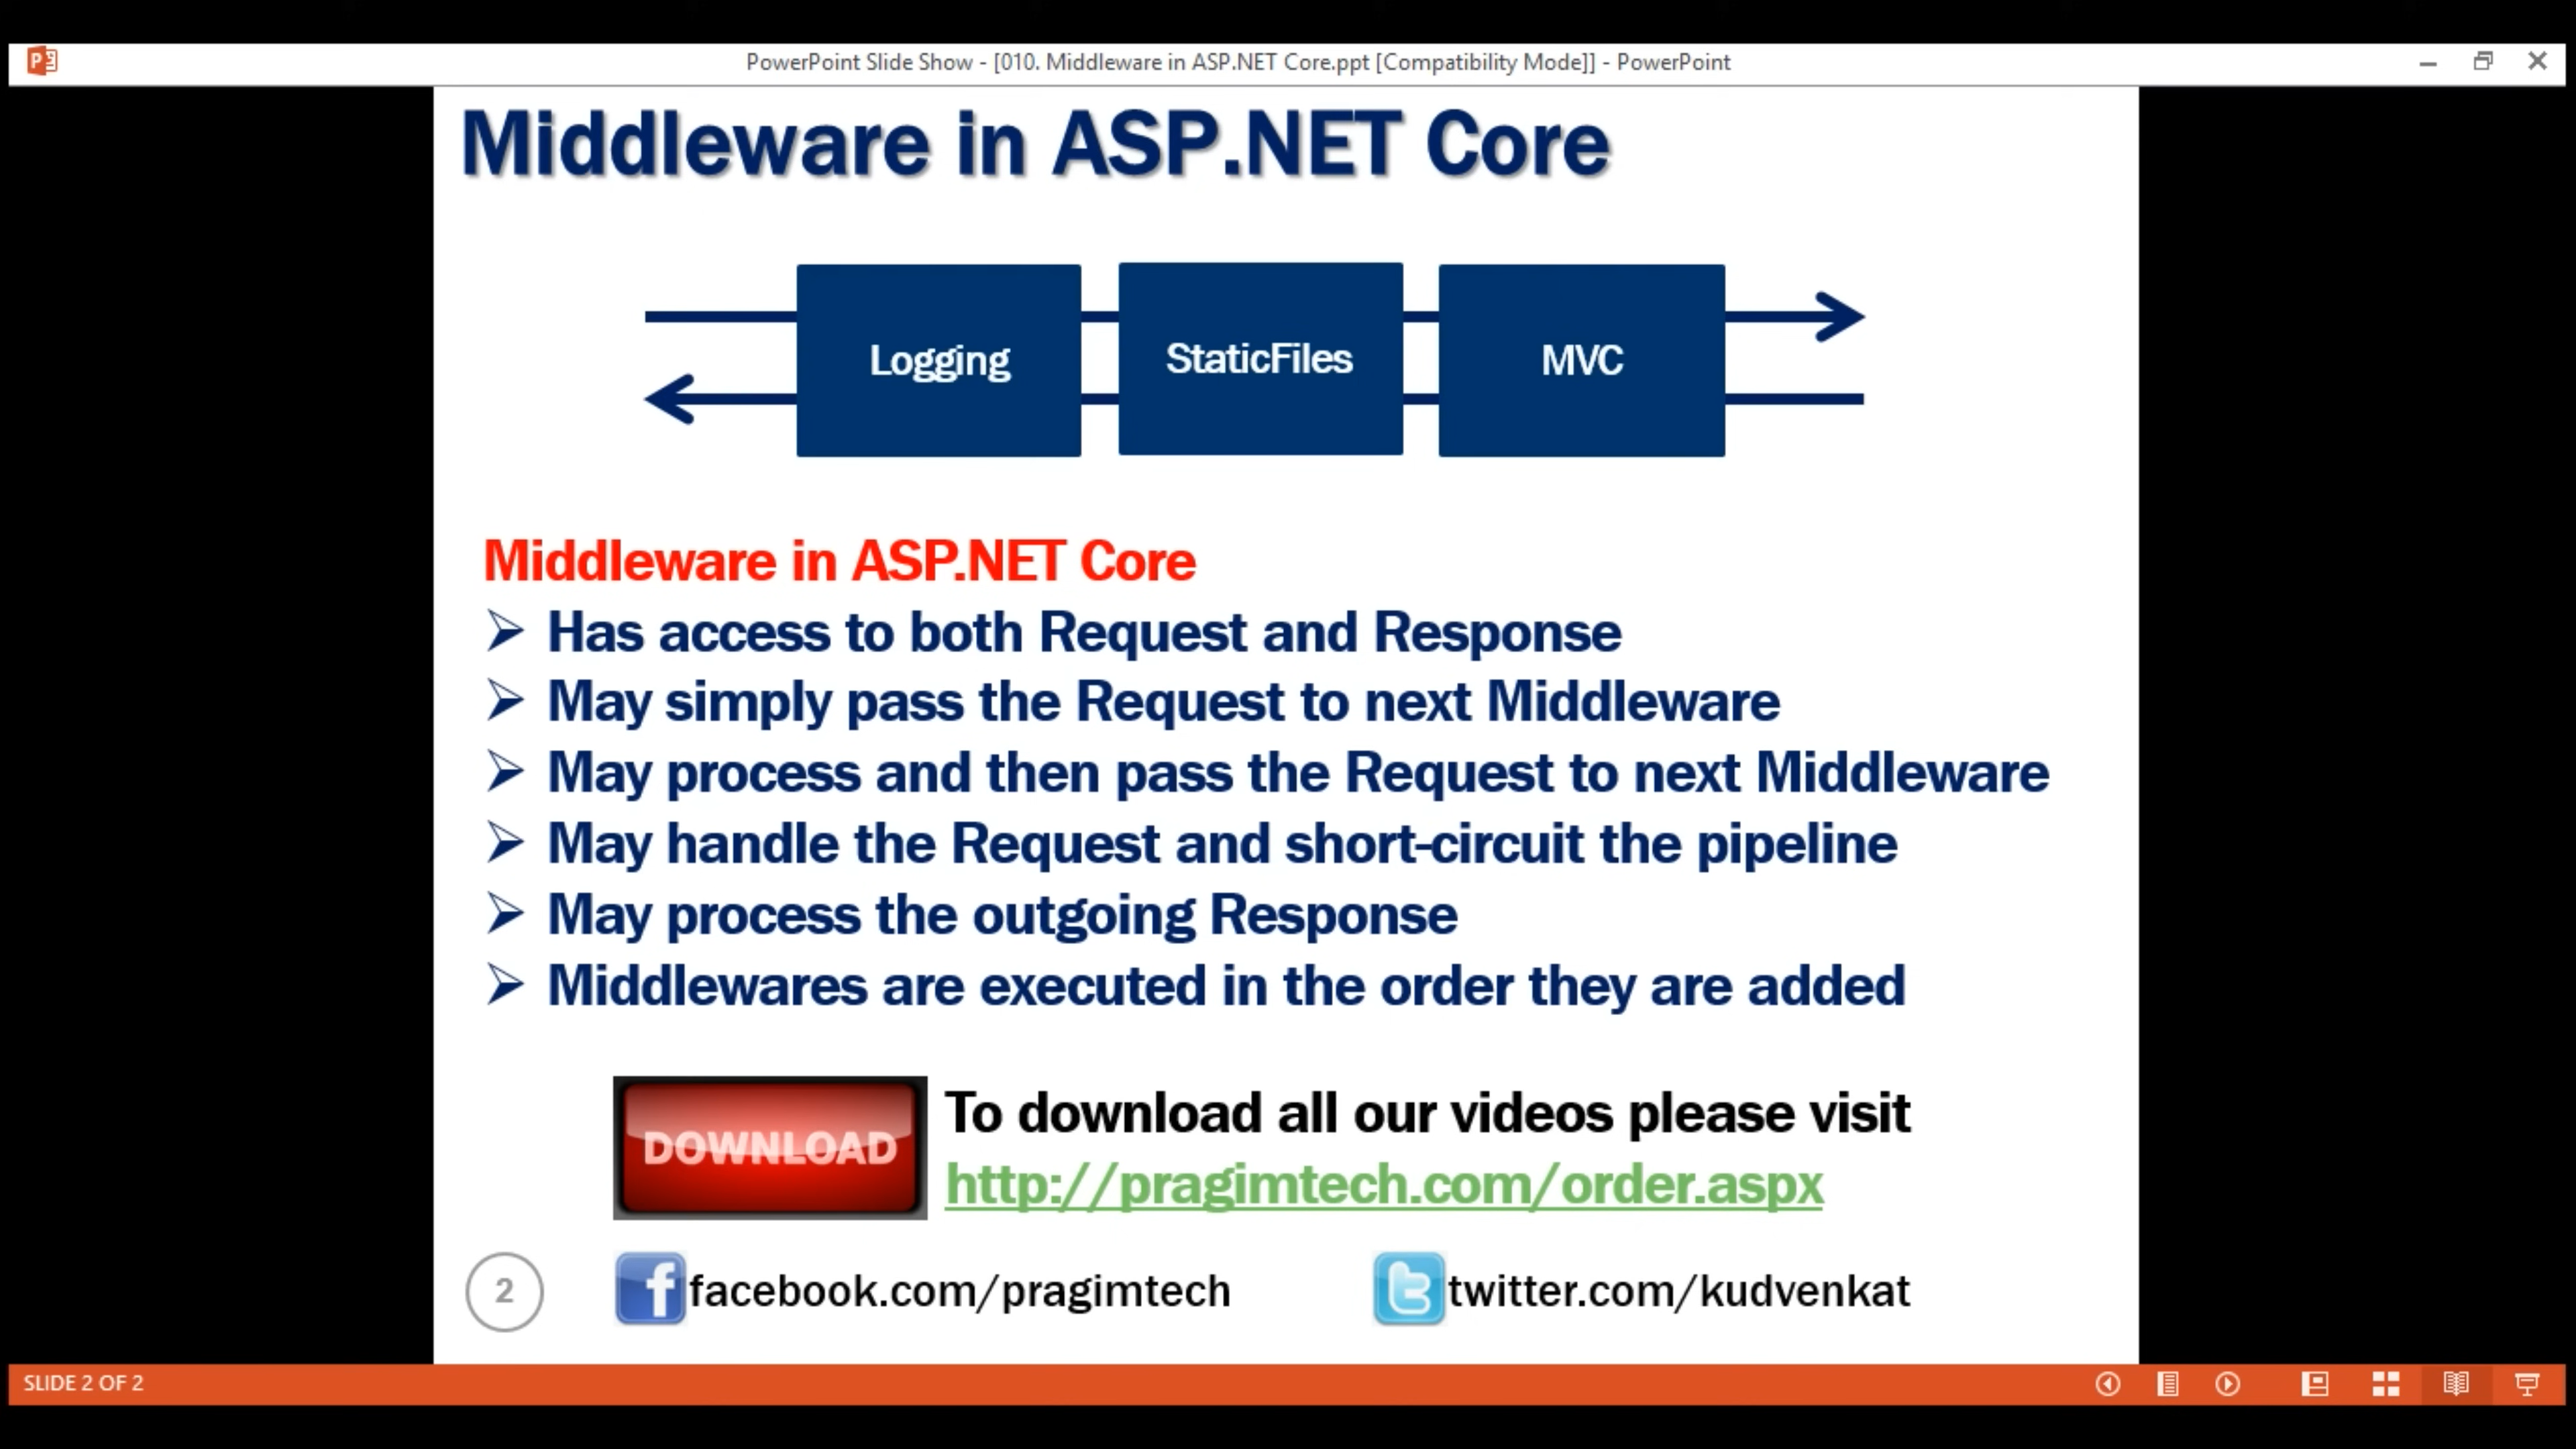 PowerPoint Slide Show - [010. Middleware in ASP.NET Core.ppt [Compatibility Mode]] - PowerPoint
Middleware in ASP.NET Core
Logging
StaticFiles
MVC
Middleware in ASP.NET Core
Has access to both Request and Response
May simply pass the Request to next Middleware
May process and then pass the Request to next Middleware
May handle the Request and short-circuit the pipeline
May process the outgoing Response
Middlewares are executed in the order they are added
DOWNLOAD
To download all our videos please visit
http://pragimtech.com/order.aspx
2
facebook.com/pragimtech
twitter.com/kudvenkat
SLIDE 2 OF 2